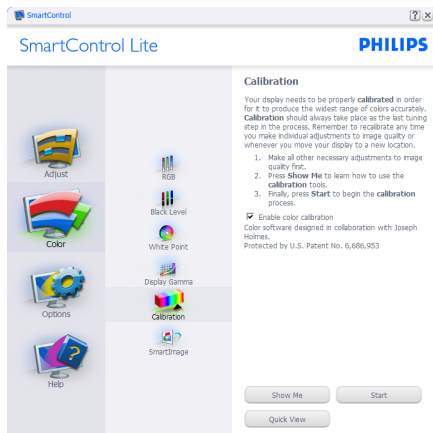 SmartControl
SmartControl Lite
PHILIPS
Adjust
Color
Options
Help
RGB
Black Level
White Point
Display Gamma
Calibration
SmartImage
Calibration
Your display needs to be properly calibrated in order
for it to produce the widest range of colors accurately.
Calibration should always take place as the last tuning
step in the process. Remember to recalibrate any time
you make individual adjustments to image quality or
whenever you move your display to a new location.
1. Make all other necessary adjustments to image
quality first.
2. Press Show Me to learn how to use the
calibration tools.
3. Finally, press Start to begin the calibration
process.
Enable color calibration
Color software designed in collaboration with Joseph
Holmes.
Protected by U.S. Patent No. 6,686,953
Show Me
Start
Quick View